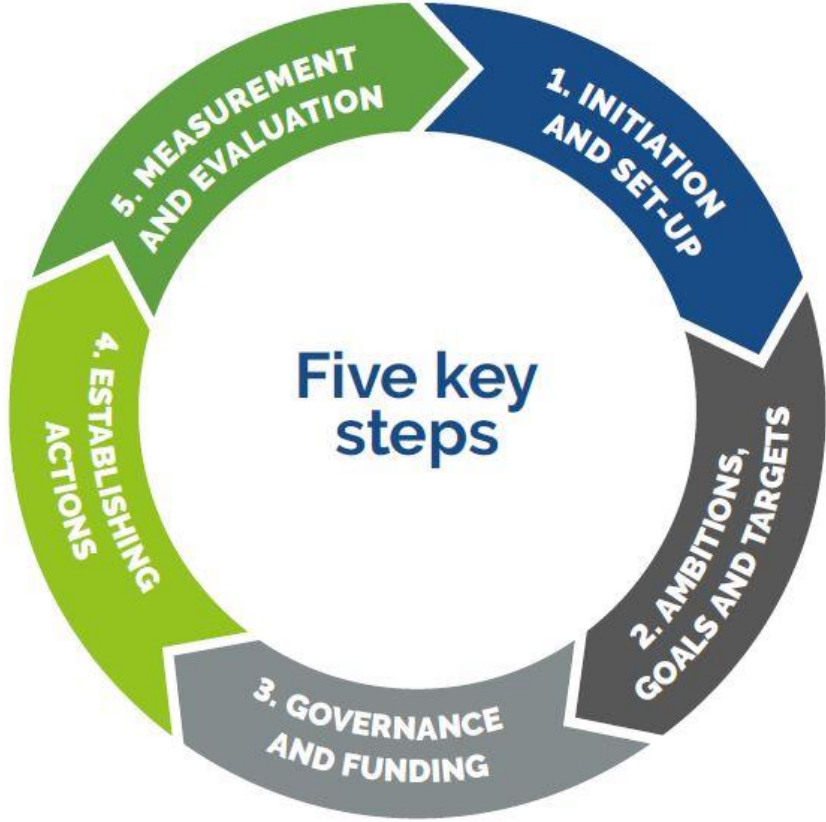 Five key
steps
1. INITIATION
AND SET-UP
2. AMBITIONS,
GOALS AND TARGETS
3. GOVERNANCE
AND FUNDING
4. ESTABLISHING
ACTIONS
5. MEASUREMENT
AND EVALUATION